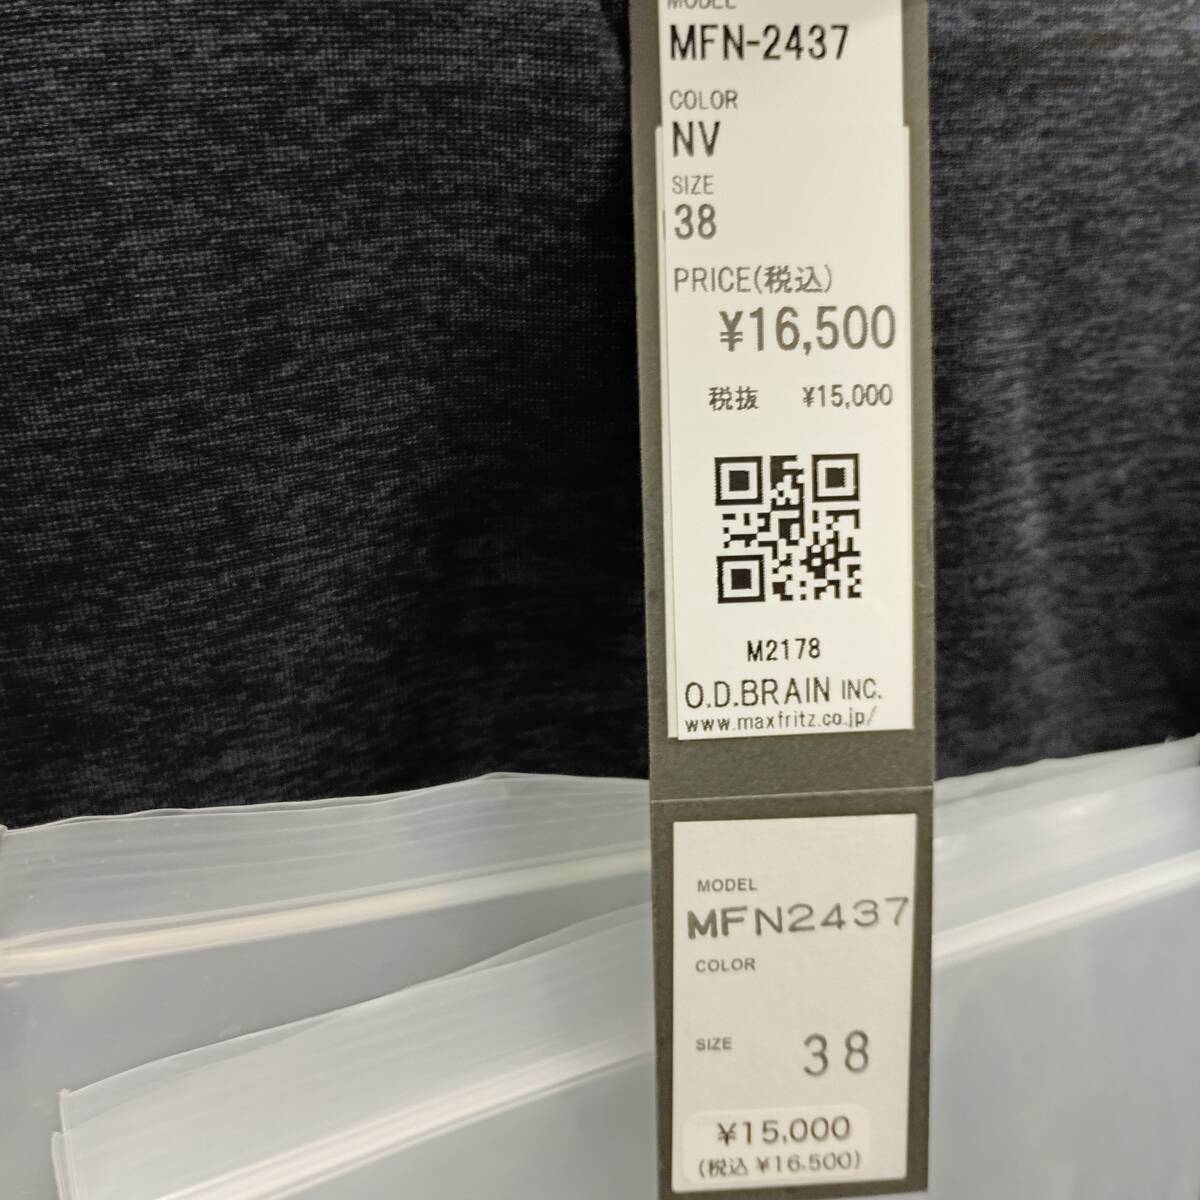 MODEL
MFN-2437
COLOR
NV
SIZE
38
PRICE(税込)
¥16,500
税抜 ¥15,000
M2178
O.D.BRAIN INC.
www.maxfritz.co.jp/
MODEL
MFN2437
COLOR
SIZE 38
¥15,000
(税込 ¥16,500)